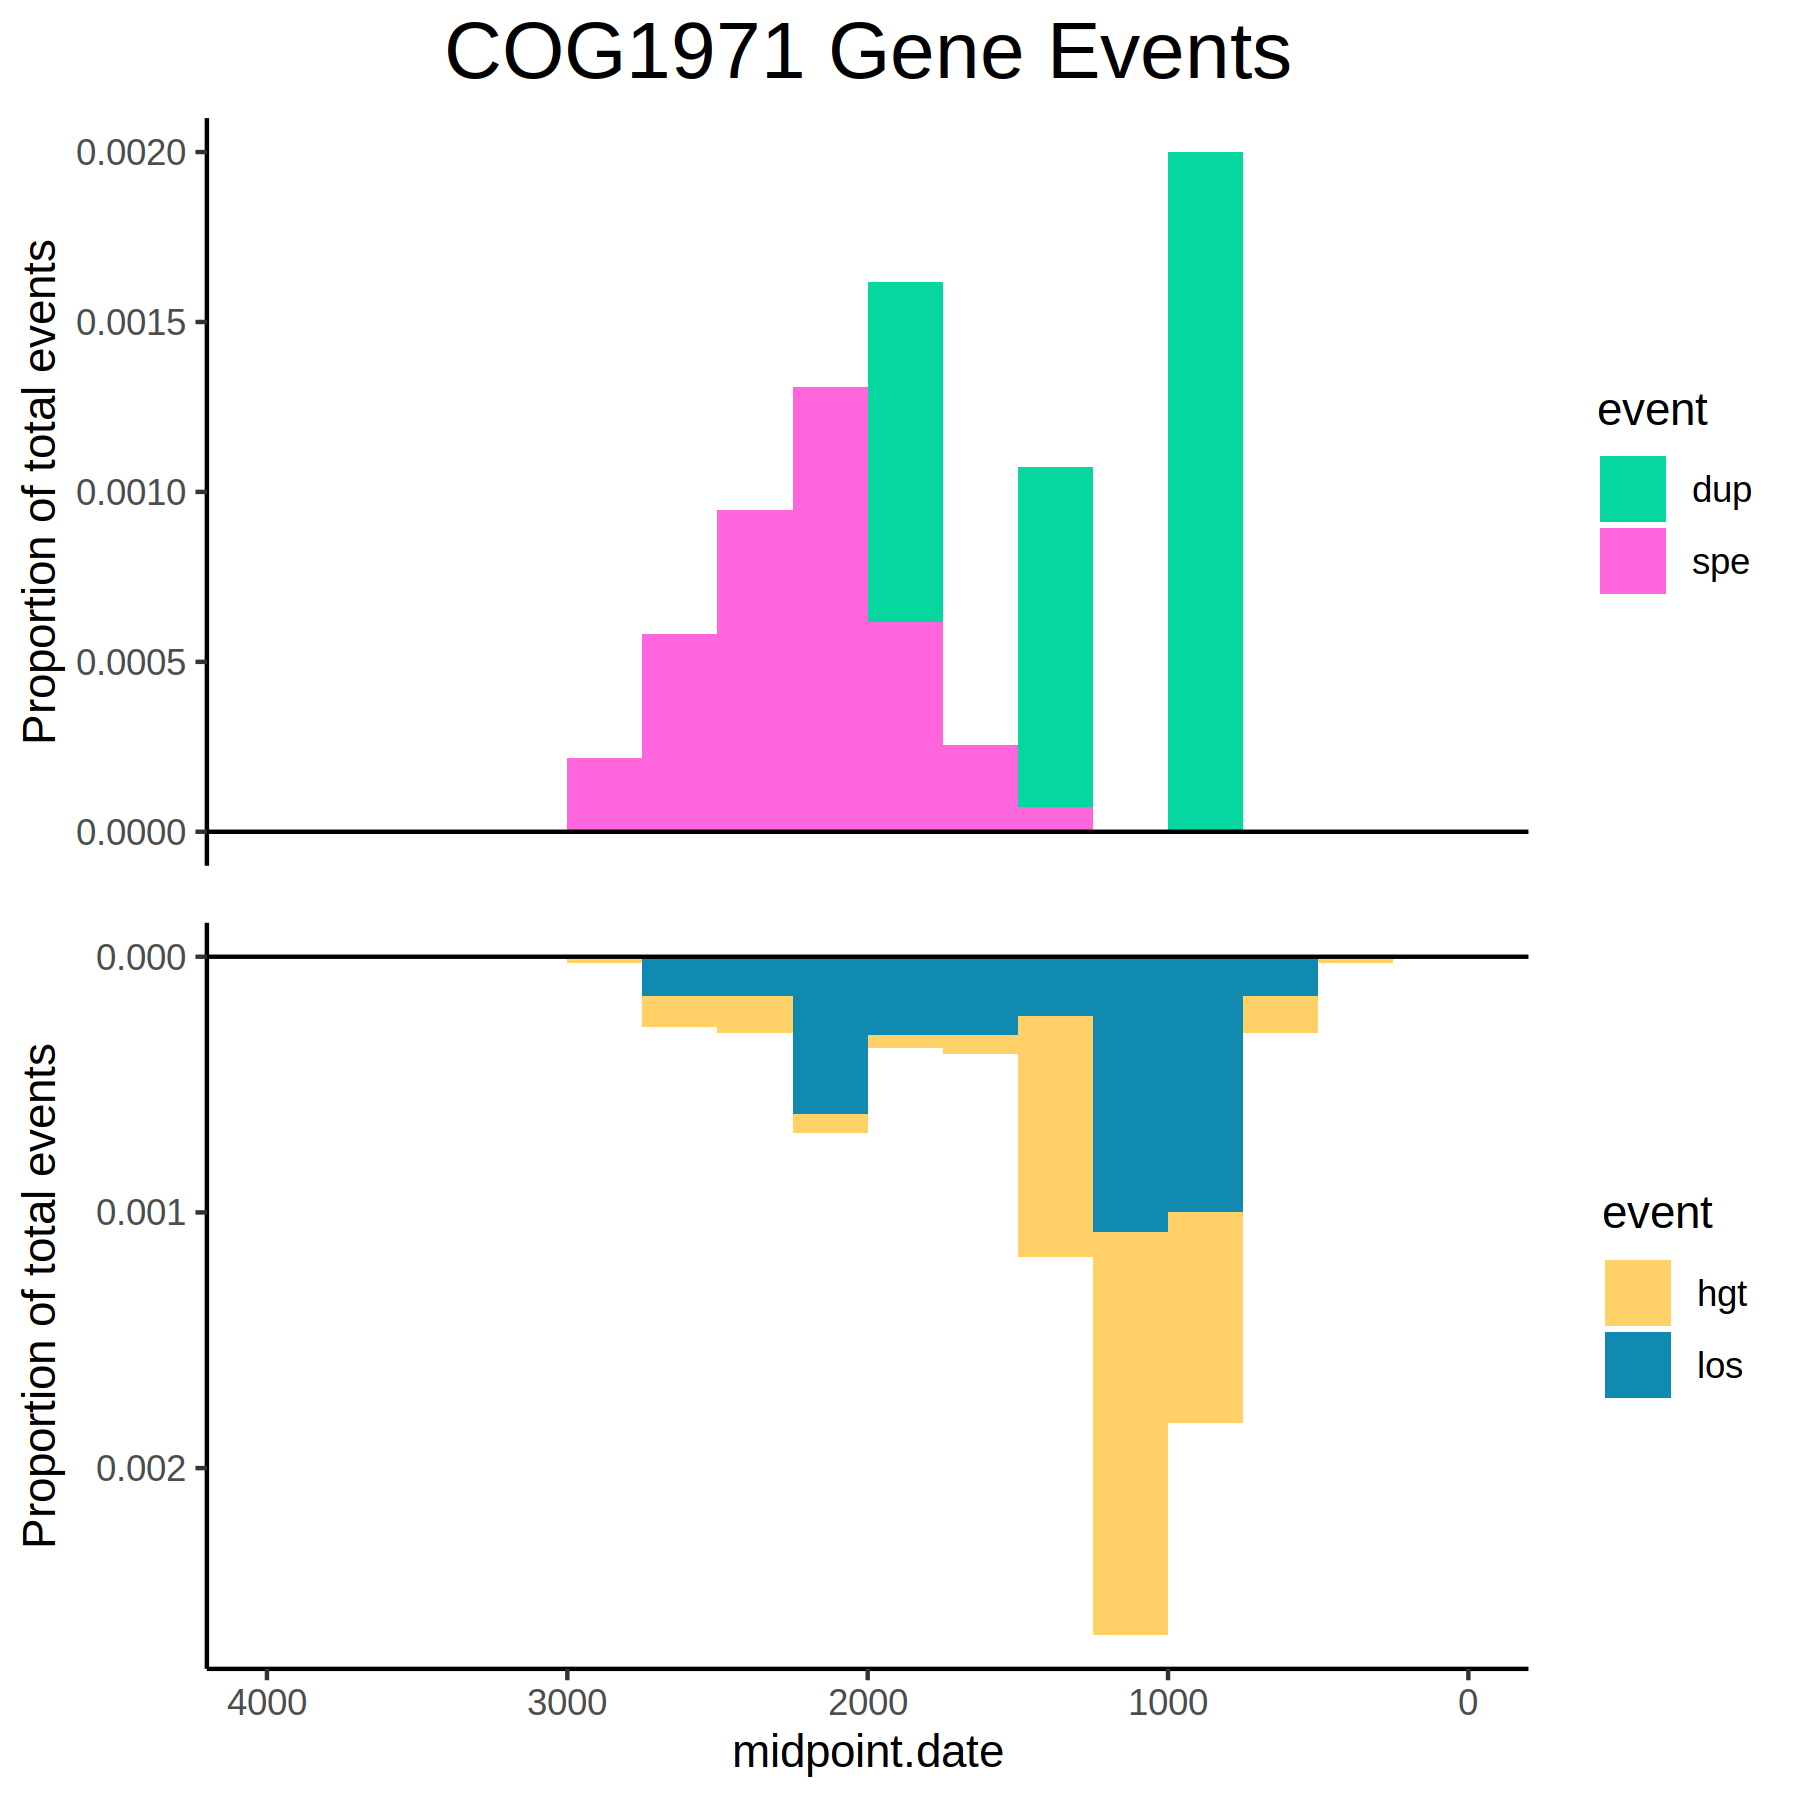 COG1971 Gene Events
Proportion of total events
0.0020
0.0015
0.0010
0.0005
0.0000
event
dup
spe
Proportion of total events
0.000
0.001
0.002
event
hgt
los
4000 3000 2000 1000 0
midpoint.date